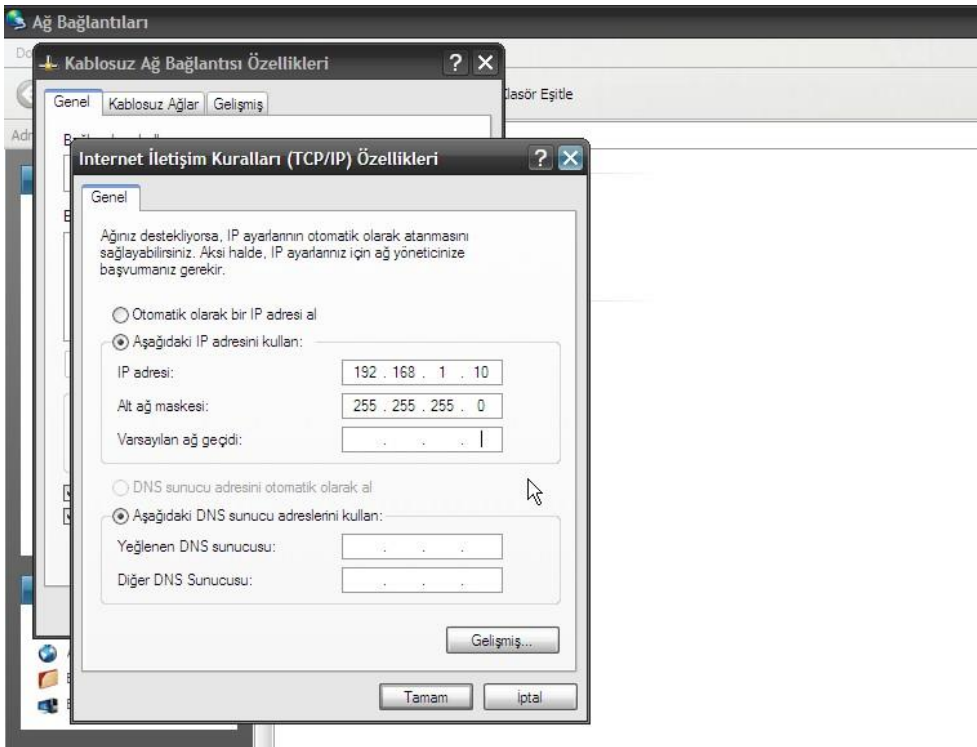 Ağ Bağlantıları
Kablosuz Ağ Bağlantısı Özellikleri
Genel Kablosuz Ağlar Gelişmiş
Klasör Eşitle
Internet İletişim Kuralları (TCP/IP) Özellikleri
Genel
Ağınız destekliyorsa, IP ayarlarının otomatik olarak atanmasını
sağlayabilirsiniz. Aksi halde, IP ayarlarınız için ağ yöneticinize
başvurmanız gerekir.
Otomatik olarak bir IP adresi al
Aşağıdaki IP adresini kullan:
IP adresi: 192 . 168 . 1 . 10
Alt ağ maskesi: 255 . 255 . 255 . 0
Varsayılan ağ geçidi: . . .
DNS sunucu adresini otomatik olarak al
Aşağıdaki DNS sunucu adreslerini kullan:
Yeğlenen DNS sunucusu: . . .
Diğer DNS Sunucusu: . . .
Gelişmiş...
Tamam İptal